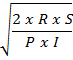 √((2 x R x S)/(P x I))